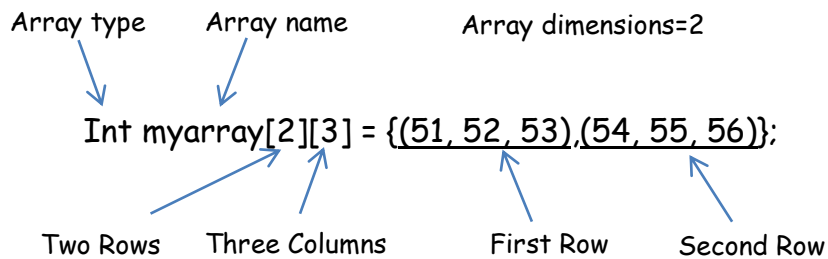 Array type Array name Array dimensions=2
Int myarray[2][3] = {(51, 52, 53),(54, 55, 56)};
Two Rows Three Columns First Row Second Row